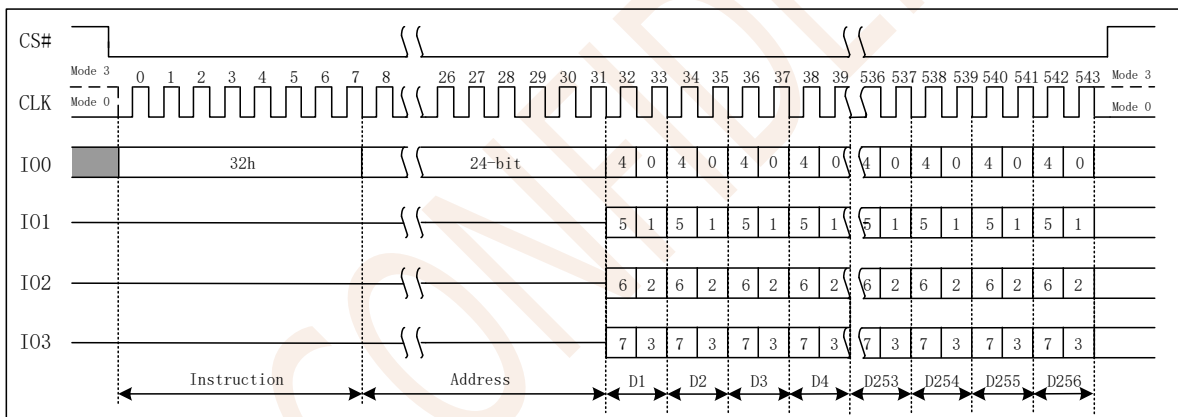 CS#
Mode 3 0 1 2 3 4 5 6 7 8 26 27 28 29 30 31 32 33 34 35 36 37 38 39 536 537 538 539 540 541 542 543 Mode 3
CLK Mode 0 Mode 0
IO0 32h 24-bit 4 0 4 0 4 0 4 0 4 0 4 0 4 0 4 0
IO1 5 1 5 1 5 1 5 1 5 1 5 1 5 1 5 1
IO2 6 2 6 2 6 2 6 2 6 2 6 2 6 2 6 2
IO3 7 3 7 3 7 3 7 3 7 3 7 3 7 3 7 3
Instruction Address D1 D2 D3 D4 D253 D254 D255 D256